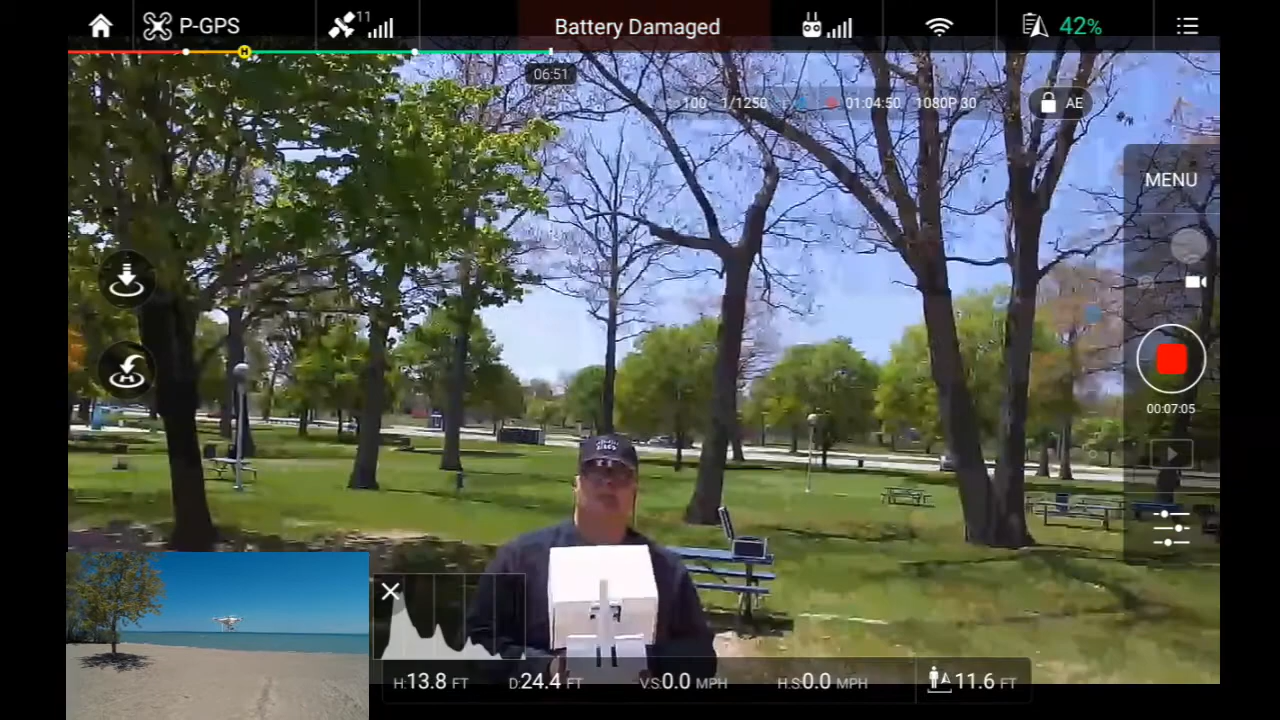 P-GPS
11
Battery Damaged
42%
H
06:51
100 1/1250 01:04:50 1080P 30
AE
MENU
00:07:05
H
H:13.8 FT D:24.4 FT V.S:0.0 MPH H.S:0.0 MPH 11.6 FT